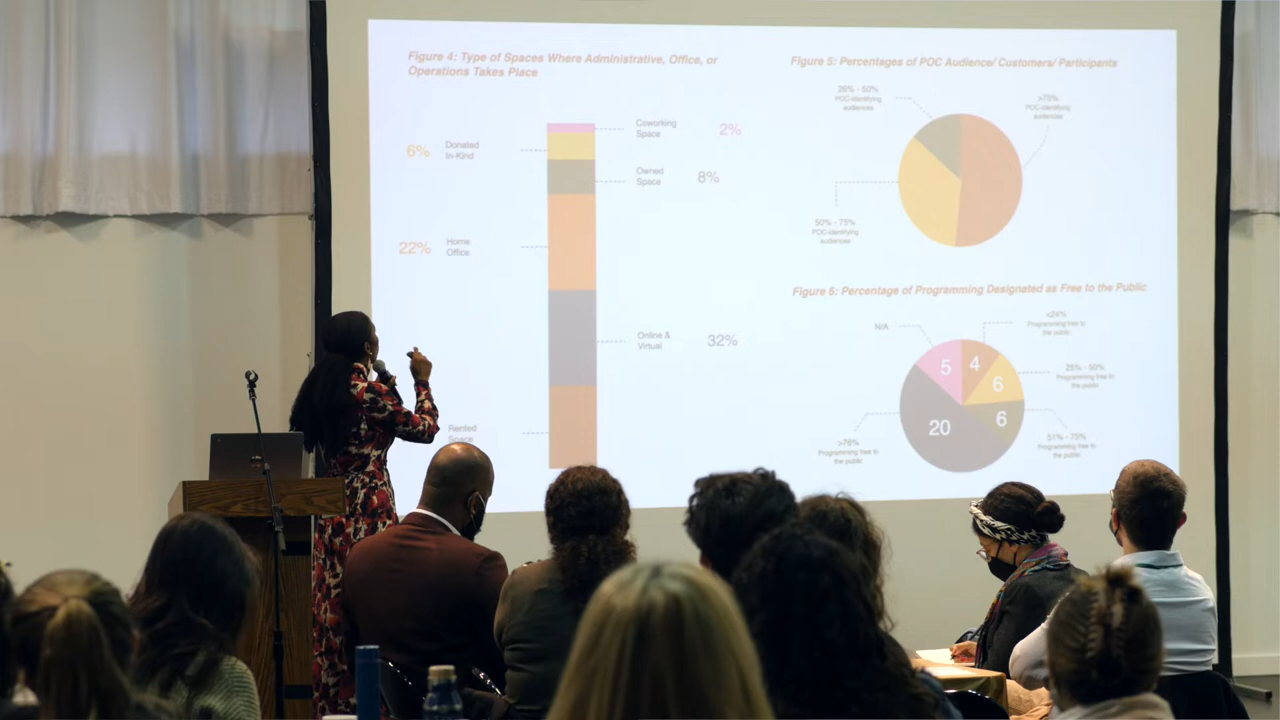 Figure 4: Type of Spaces Where Administrative, Office, or
Operations Takes Place
Coworking
Space
2%
6%
Donated
In-Kind
Owned
Space
8%
22%
Home
Office
Online &
Virtual
32%
Rented
Space
Figure 5: Percentages of POC Audience/ Customers/ Participants
26% - 50%
POC-identifying
audiences
>75%
POC-identifying
audiences
50% - 75%
POC-identifying
audiences
Figure 6: Percentage of Programming Designated as Free to the Public
N/A
<24%
Programming free to
the public
5
4
6
25% - 50%
Programming free to
the public
6
20
>76%
Programming free to
the public
51% - 75%
Programming free to
the public